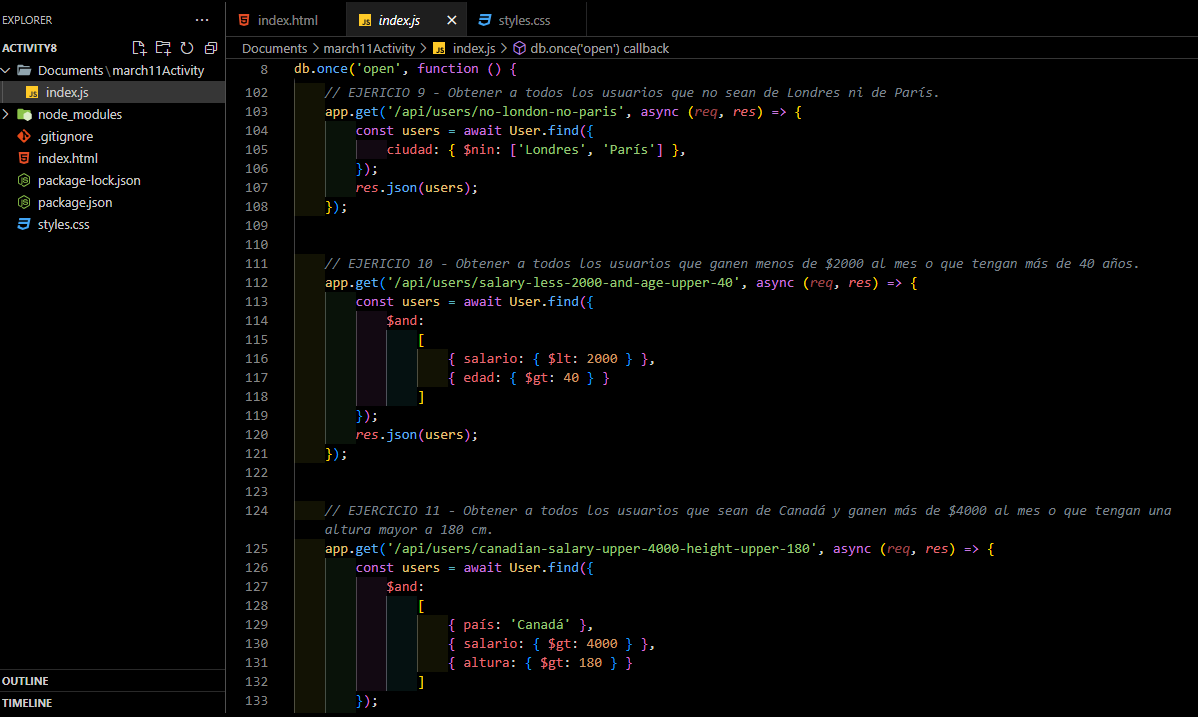 EXPLORER
ACTIVITY8
Documents \ march11Activity
index.js
node_modules
.gitignore
index.html
package-lock.json
package.json
styles.css
OUTLINE
TIMELINE
index.html
index.js
styles.css
Documents > march11Activity > JS index.js > db.once('open') callback
8 db.once('open', function () {
102 // EJERICIO 9 - Obtener a todos los usuarios que no sean de Londres ni de París.
103 app.get('/api/users/no-london-no-paris', async (req, res) => {
104 const users = await User.find({
105 ciudad: { $nin: ['Londres', 'París'] },
106 });
107 res.json(users);
108 });
109
110
111 // EJERICIO 10 - Obtener a todos los usuarios que ganen menos de $2000 al mes o que tengan más de 40 años.
112 app.get('/api/users/salary-less-2000-and-age-upper-40', async (req, res) => {
113 const users = await User.find({
114 $and:
115 [
116 { salario: { $lt: 2000 } },
117 { edad: { $gt: 40 } }
118 ]
119 });
120 res.json(users);
121 });
122
123
124 // EJERCICIO 11 - Obtener a todos los usuarios que sean de Canadá y ganen más de $4000 al mes o que tengan una
altura mayor a 180 cm.
125 app.get('/api/users/canadian-salary-upper-4000-height-upper-180', async (req, res) => {
126 const users = await User.find({
127 $and:
128 [
129 { país: 'Canadá' },
130 { salario: { $gt: 4000 } },
131 { altura: { $gt: 180 } }
132 ]
133 });